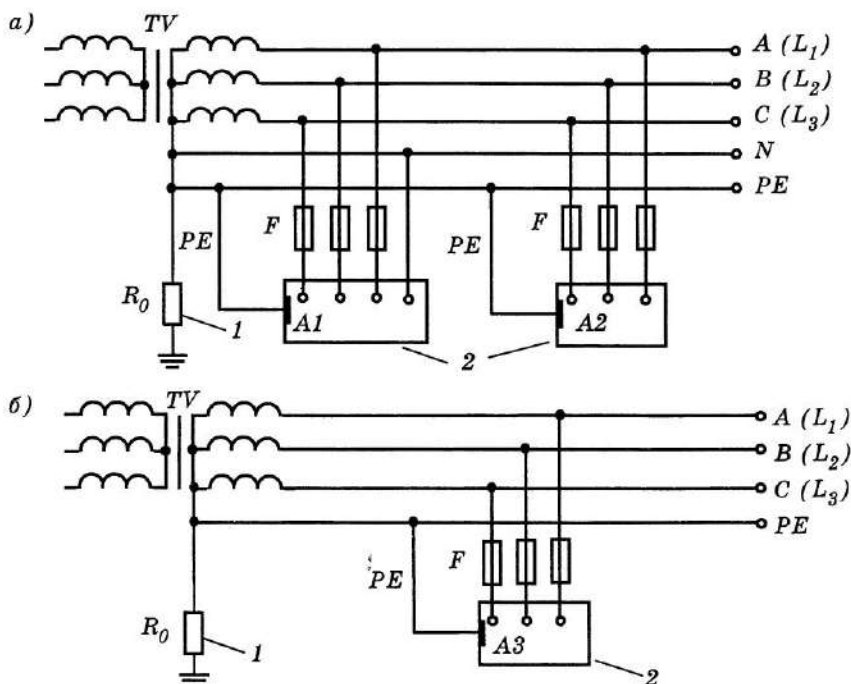 а)
TV
A (L1)
B (L2)
C (L3)
N
PE
PE
F
PE
F
R0
1
A1
2
A2
б)
TV
A (L1)
B (L2)
C (L3)
PE
PE
F
R0
1
A3
2